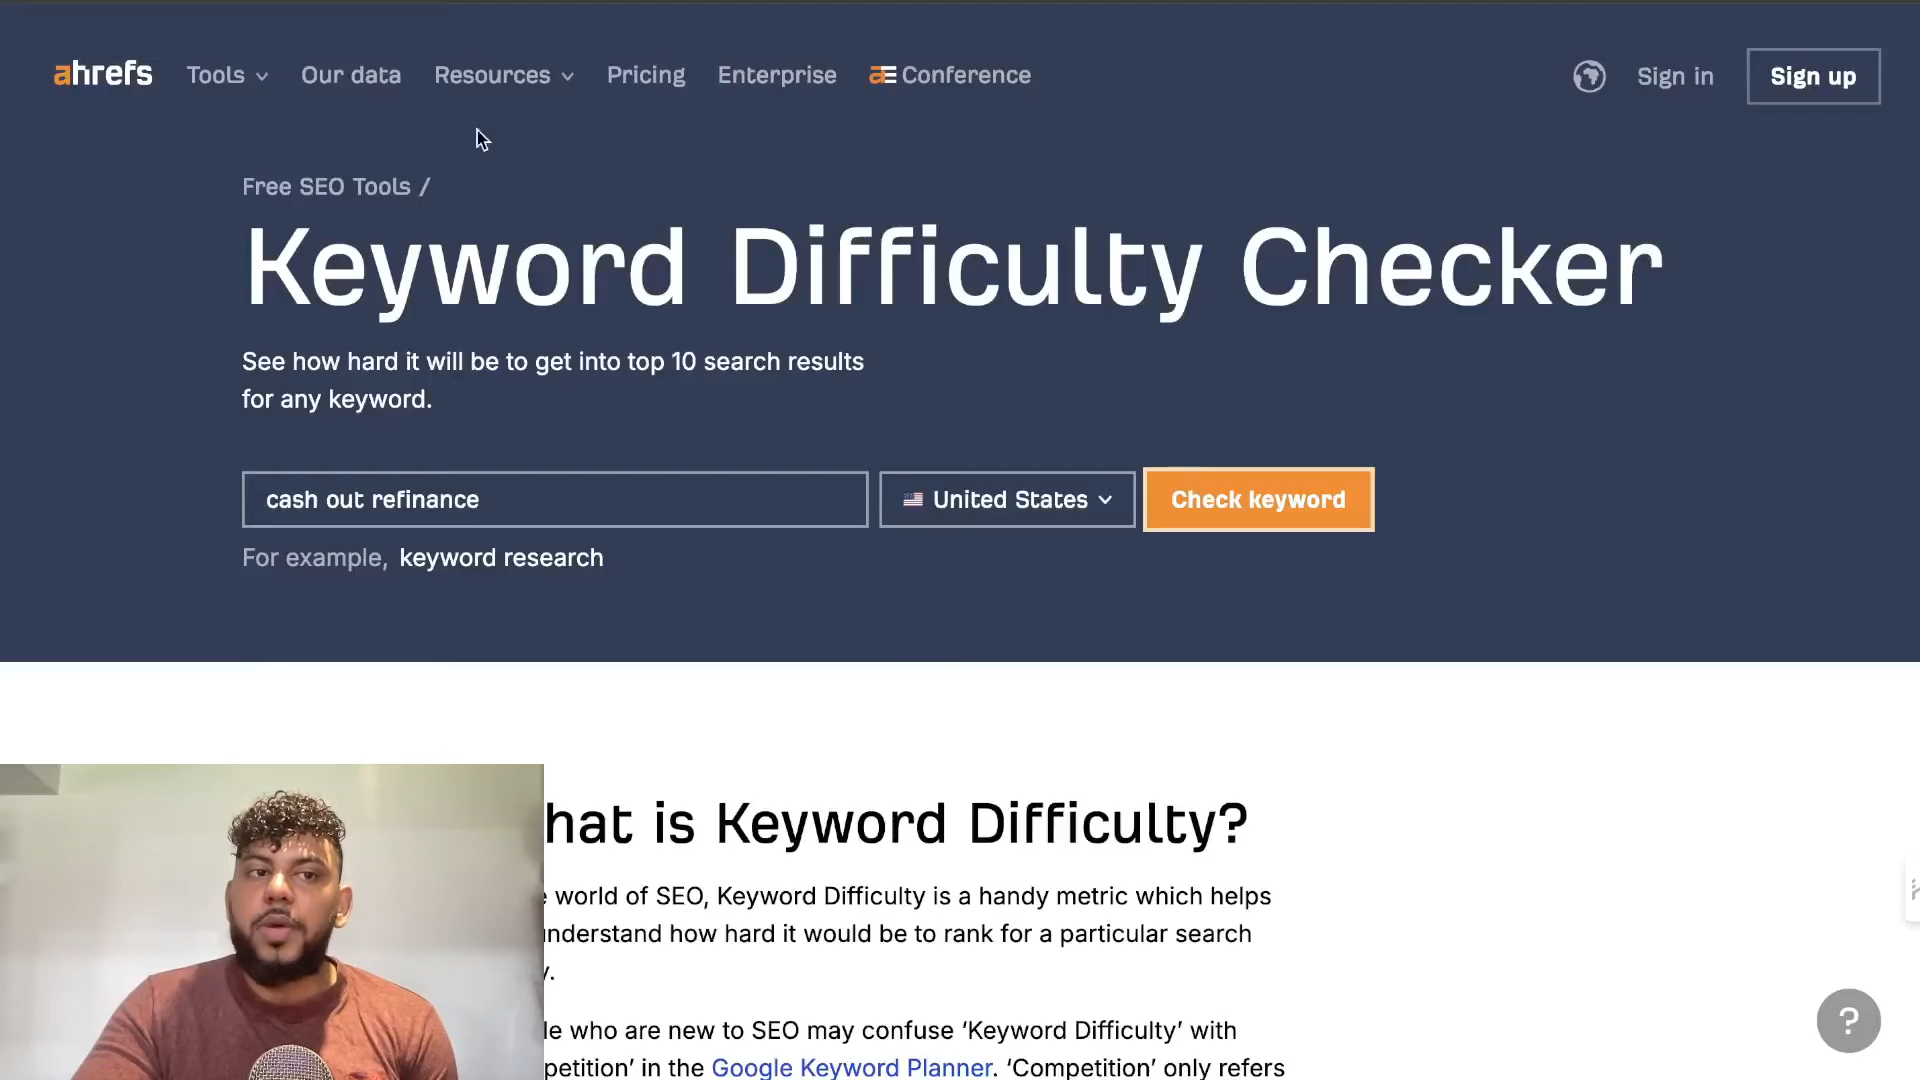 ahrefs Tools Our data Resources Pricing Enterprise Conference Sign in Sign up
Free SEO Tools /
Keyword Difficulty Checker
See how hard it will be to get into top 10 search results
for any keyword.
cash out refinance United States Check keyword
For example, keyword research
hat is Keyword Difficulty?
world of SEO, Keyword Difficulty is a handy metric which helps
understand how hard it would be to rank for a particular search
y.
le who are new to SEO may confuse ‘Keyword Difficulty’ with
petition’ in the Google Keyword Planner. ‘Competition’ only refers
?